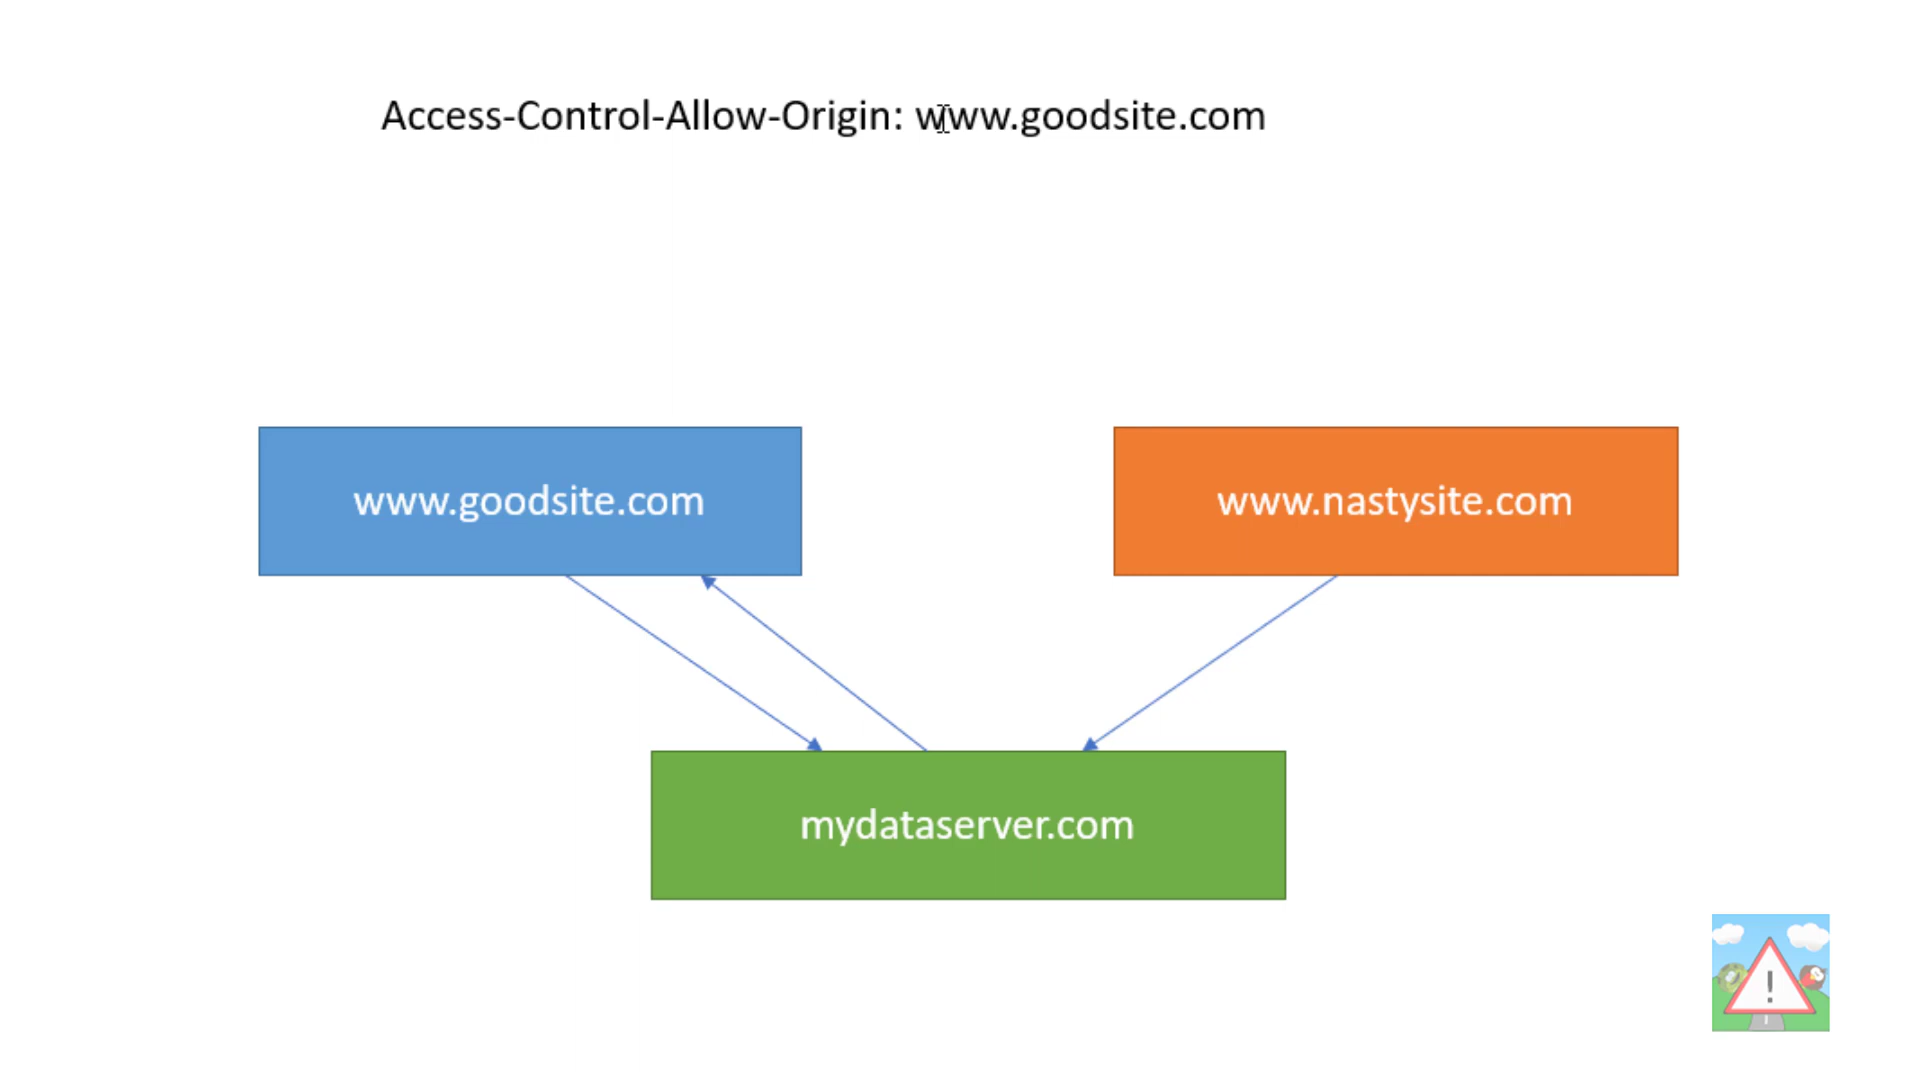 Access-Control-Allow-Origin: www.goodsite.com
www.goodsite.com
www.nastysite.com
mydataserver.com
!